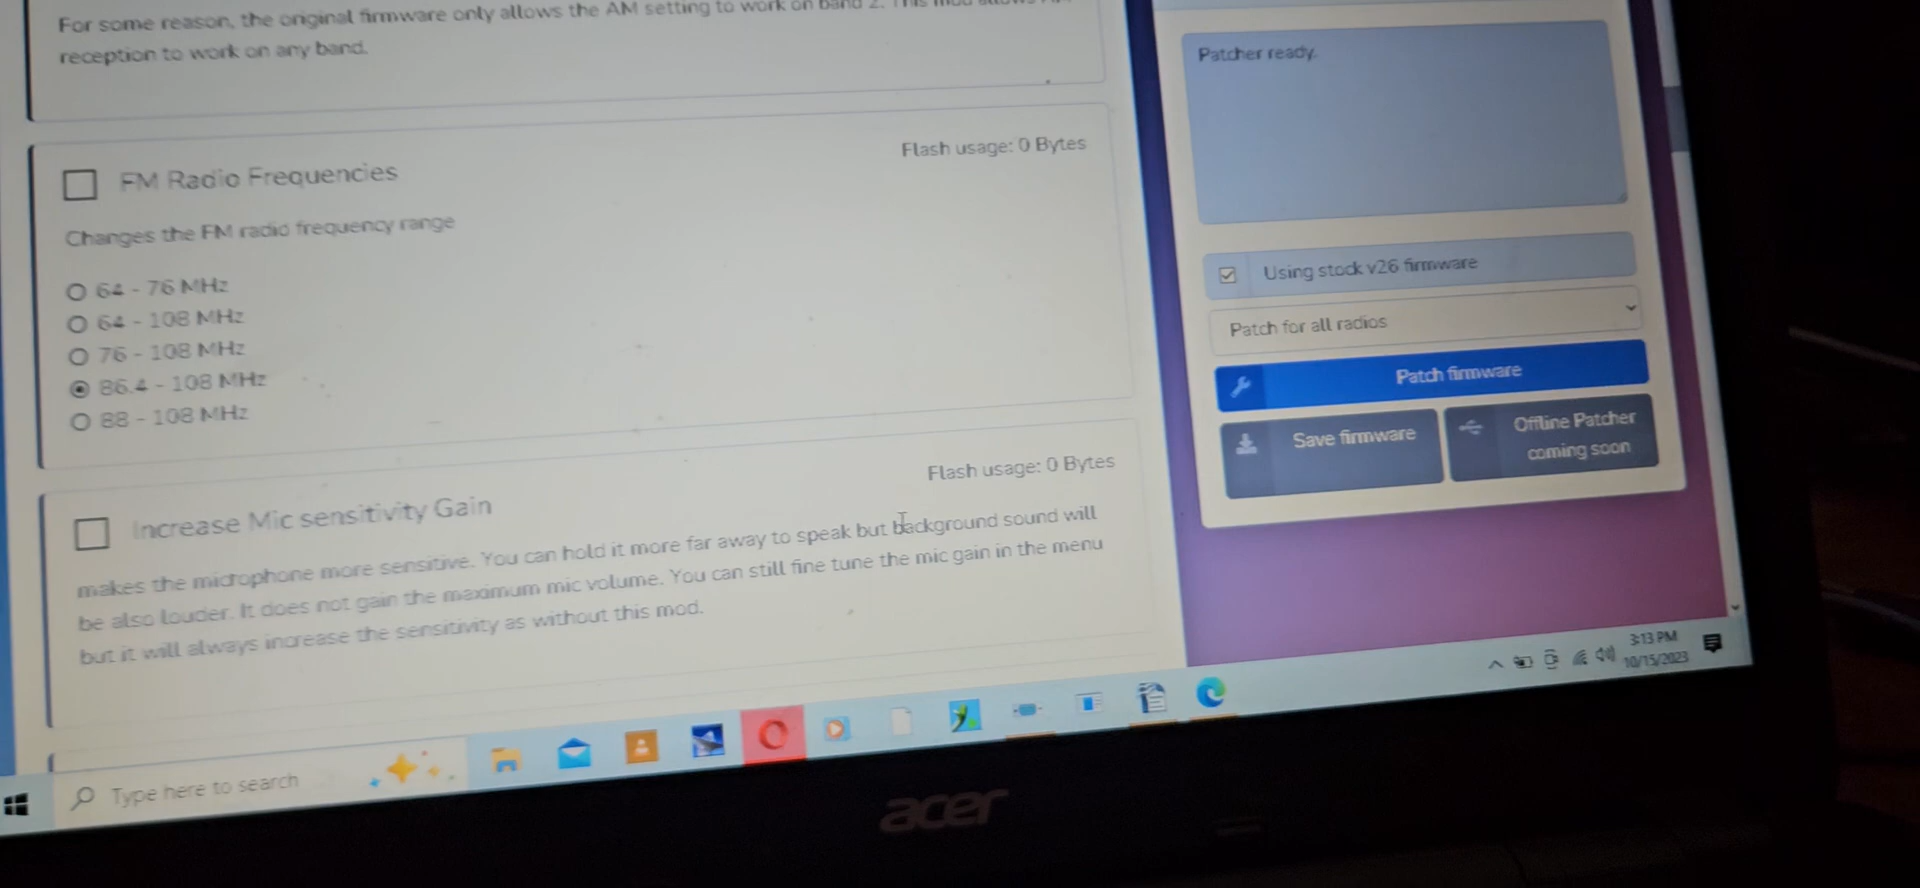 For some reason, the original firmware only allows the AM setting to work on band 2. This mod allows
reception to work on any band.
Flash usage: 0 Bytes
FM Radio Frequencies
Changes the FM radio frequency range
64 - 76 MHz
64 - 108 MHz
76 - 108 MHz
86.4 - 108 MHz
88 - 108 MHz
Flash usage: 0 Bytes
Increase Mic sensitivity Gain
makes the microphone more sensitive. You can hold it more far away to speak but background sound will
be also louder. It does not gain the maximum mic volume. You can still fine tune the mic gain in the menu
but it will always increase the sensitivity as without this mod.
Patcher ready.
Using stock v26 firmware
Patch for all radios
Patch firmware
Save firmware
Offline Patcher
coming soon
Type here to search
3:13 PM
10/15/2023
acer